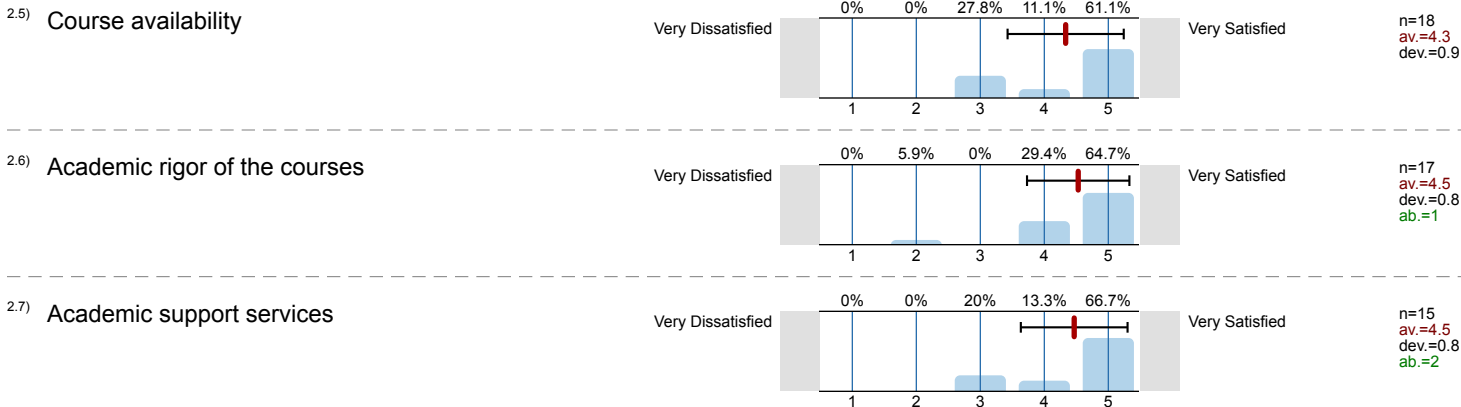 2.5) Course availability
0% 0% 27.8% 11.1% 61.1%
Very Dissatisfied Very Satisfied
1 2 3 4 5
n=18
av.=4.3
dev.=0.9
2.6) Academic rigor of the courses
0% 5.9% 0% 29.4% 64.7%
Very Dissatisfied Very Satisfied
1 2 3 4 5
n=17
av.=4.5
dev.=0.8
ab.=1
2.7) Academic support services
0% 0% 20% 13.3% 66.7%
Very Dissatisfied Very Satisfied
1 2 3 4 5
n=15
av.=4.5
dev.=0.8
ab.=2